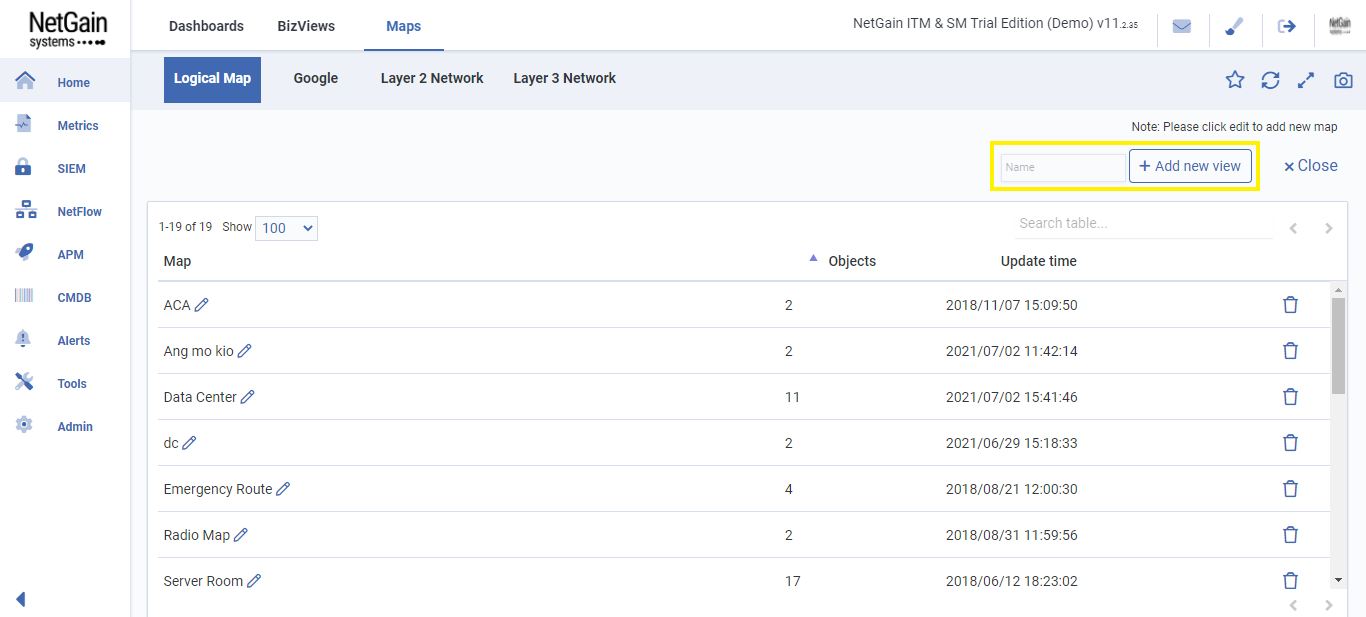 NetGain
systems
Dashboards BizViews Maps
NetGain ITM & SM Trial Edition (Demo) v11.2.35
NetGain
Home
Metrics
SIEM
NetFlow
APM
CMDB
Alerts
Tools
Admin
Logical Map Google Layer 2 Network Layer 3 Network
Note: Please click edit to add new map
Name + Add new view × Close
1-19 of 19 Show 100 Search table...
Map Objects Update time
ACA 2 2018/11/07 15:09:50
Ang mo kio 2 2021/07/02 11:42:14
Data Center 11 2021/07/02 15:41:46
dc 2 2021/06/29 15:18:33
Emergency Route 4 2018/08/21 12:00:30
Radio Map 2 2018/08/31 11:59:56
Server Room 17 2018/06/12 18:23:02